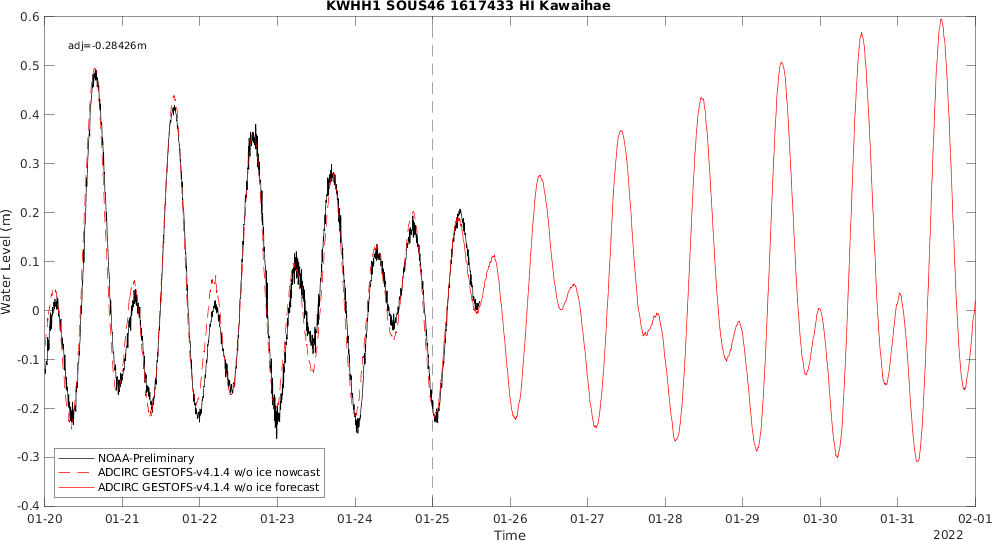 KWHH1 SOUS46 1617433 HI Kawaihae
adj=-0.28426m
0.6
0.5
0.4
0.3
0.2
0.1
0
-0.1
-0.2
-0.3
-0.4
Water Level (m)
NOAA-Preliminary
ADCIRC GESTOFS-v4.1.4 w/o ice nowcast
ADCIRC GESTOFS-v4.1.4 w/o ice forecast
01-20 01-21 01-22 01-23 01-24 01-25 01-26 01-27 01-28 01-29 01-30 01-31 02-01
Time
2022